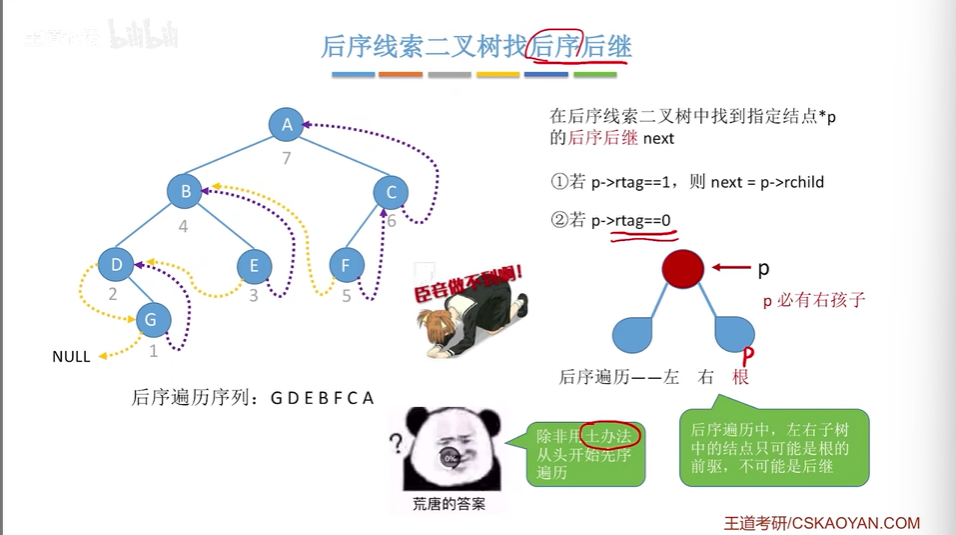 bilibili
后序线索二叉树找后序后继
在后序线索二叉树中找到指定结点*p
的后序后继 next
①若 p->rtag==1，则 next = p->rchild
②若 p->rtag==0
A
7
B
4
C
6
D
2
E
3
F
5
G
1
NULL
后序遍历序列：G D E B F C A
臣妾做不到啊！
p
p 必有右孩子
P
后序遍历——左 右 根
?
0%
荒唐的答案
除非用土办法
从头开始先序
遍历
后序遍历中，左右子树
中的结点只可能是根的
前驱，不可能是后继
王道考研/CSKAOYAN.COM